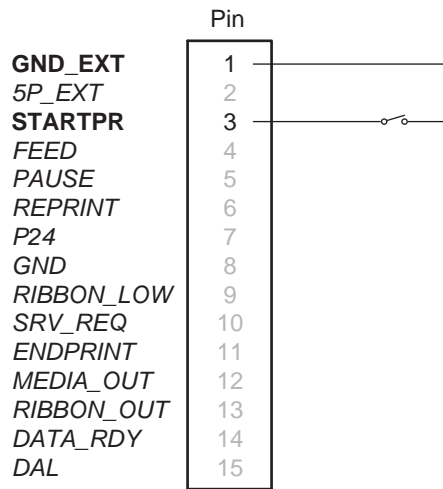 Pin
GND_EXT 1
5P_EXT 2
STARTPR 3
FEED 4
PAUSE 5
REPRINT 6
P24 7
GND 8
RIBBON_LOW 9
SRV_REQ 10
ENDPRINT 11
MEDIA_OUT 12
RIBBON_OUT 13
DATA_RDY 14
DAL 15